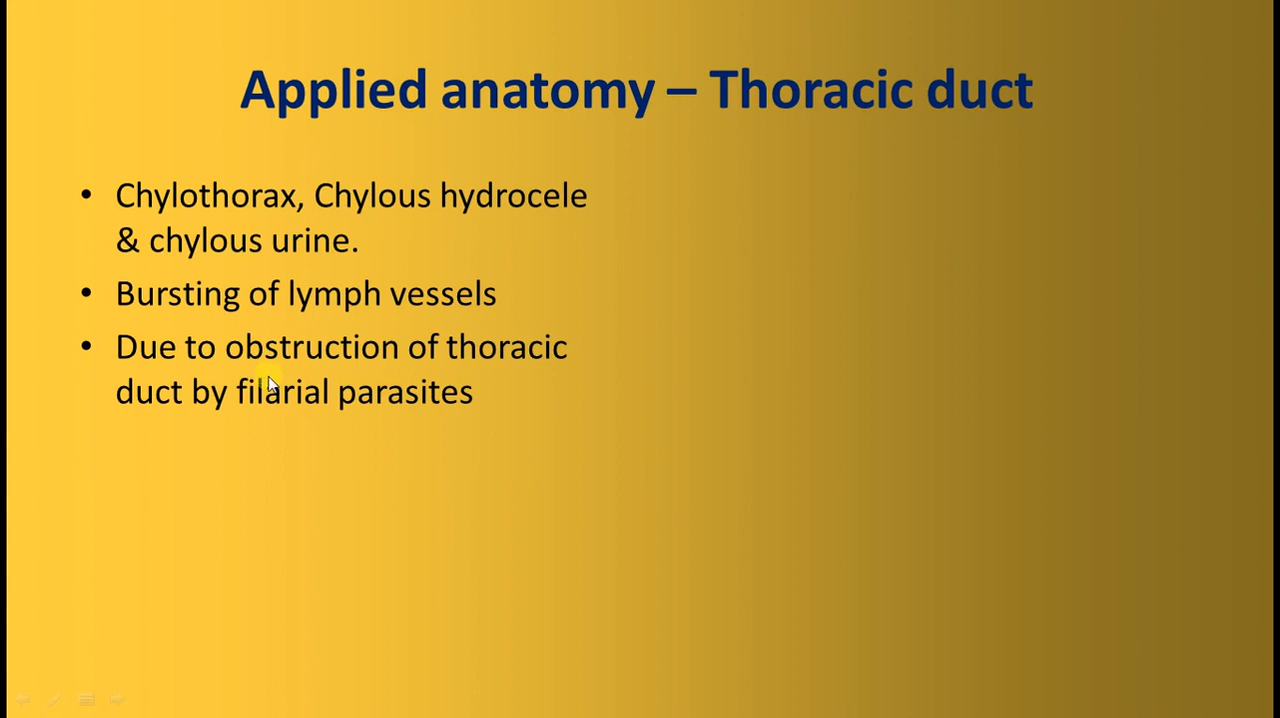 Applied anatomy – Thoracic duct
• Chylothorax, Chylous hydrocele
& chylous urine.
• Bursting of lymph vessels
• Due to obstruction of thoracic
duct by filarial parasites